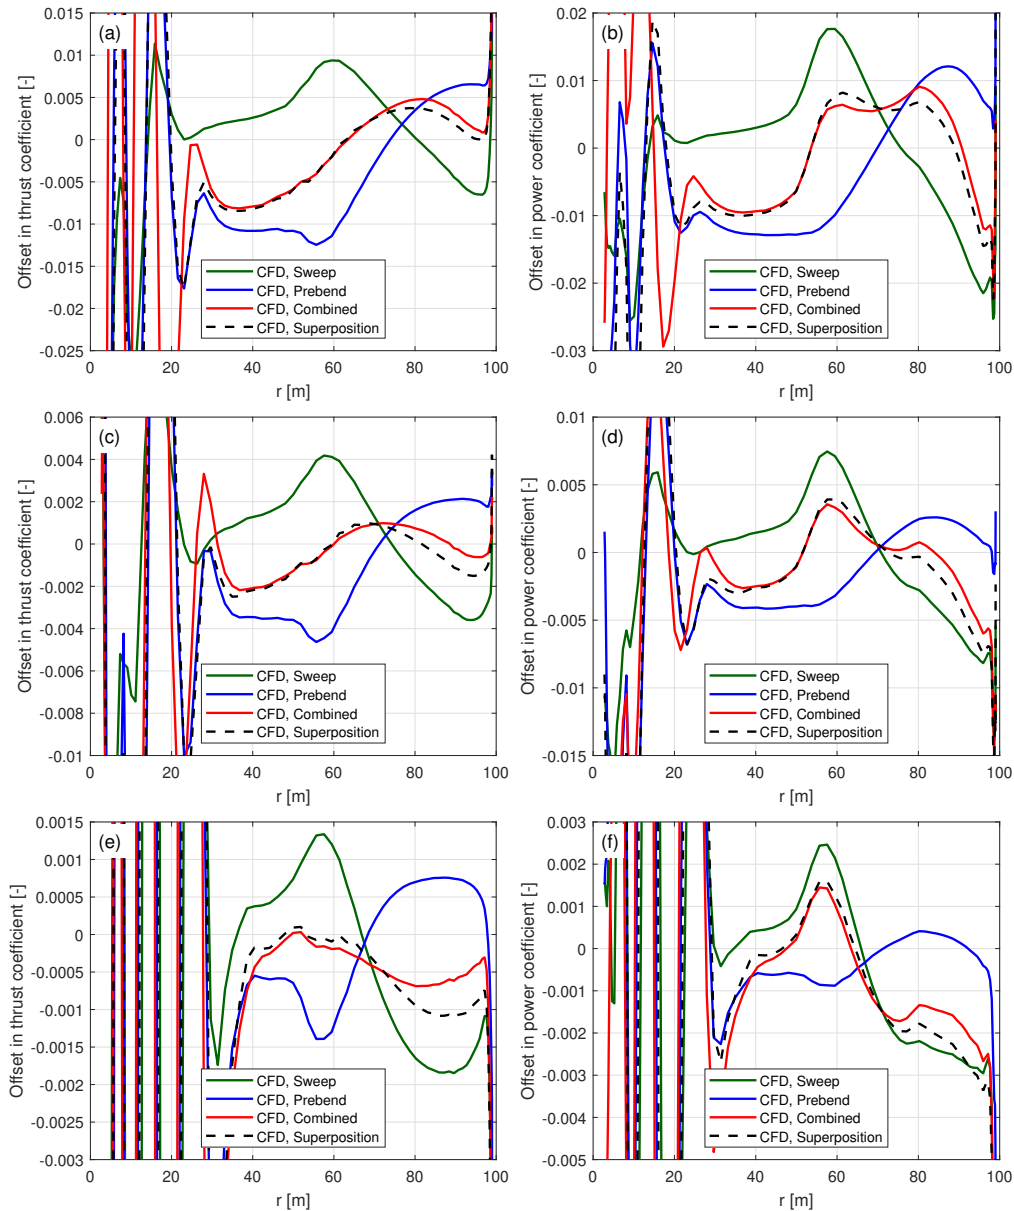 (a)
Offset in thrust coefficient [-]
0.015
0.01
0.005
0
-0.005
-0.01
-0.015
-0.02
-0.025
0 20 40 60 80 100
r [m]
CFD, Sweep
CFD, Prebend
CFD, Combined
CFD, Superposition
(b)
Offset in power coefficient [-]
0.02
0.01
0
-0.01
-0.02
-0.03
0 20 40 60 80 100
r [m]
CFD, Sweep
CFD, Prebend
CFD, Combined
CFD, Superposition
(c)
Offset in thrust coefficient [-]
0.006
0.004
0.002
0
-0.002
-0.004
-0.006
-0.008
-0.01
0 20 40 60 80 100
r [m]
CFD, Sweep
CFD, Prebend
CFD, Combined
CFD, Superposition
(d)
Offset in power coefficient [-]
0.01
0.005
0
-0.005
-0.01
-0.015
0 20 40 60 80 100
r [m]
CFD, Sweep
CFD, Prebend
CFD, Combined
CFD, Superposition
(e)
Offset in thrust coefficient [-]
0.0015
0.001
0.0005
0
-0.0005
-0.001
-0.0015
-0.002
-0.0025
-0.003
0 20 40 60 80 100
r [m]
CFD, Sweep
CFD, Prebend
CFD, Combined
CFD, Superposition
(f)
Offset in power coefficient [-]
0.003
0.002
0.001
0
-0.001
-0.002
-0.003
-0.004
-0.005
0 20 40 60 80 100
r [m]
CFD, Sweep
CFD, Prebend
CFD, Combined
CFD, Superposition